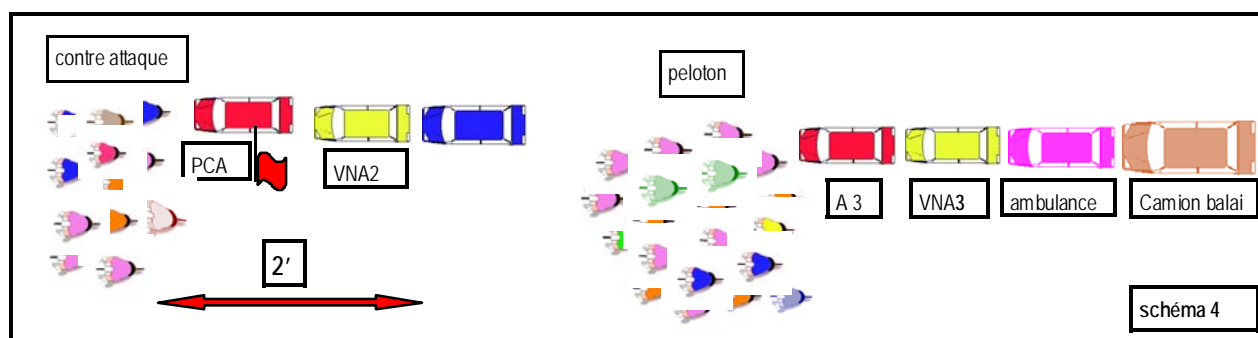 contre attaque
peloton
PCA
VNA2
A 3
VNA3
ambulance
Camion balai
2'
schéma 4